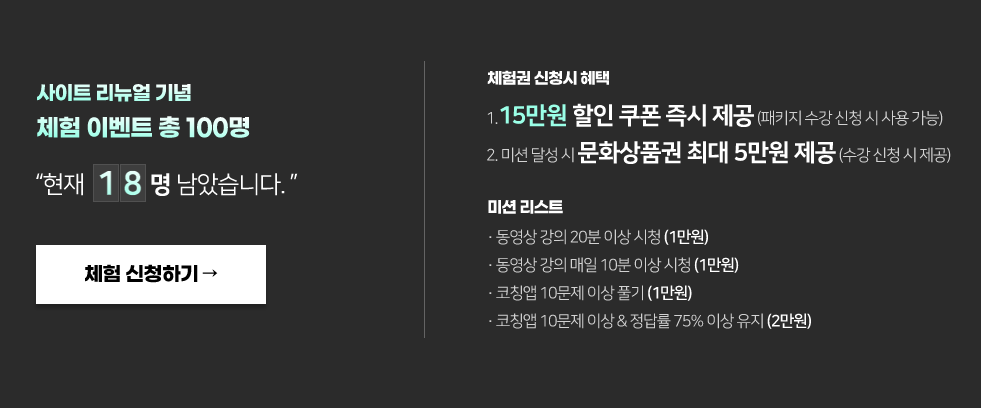 사이트 리뉴얼 기념
체험 이벤트 총 100명
“현재 18명 남았습니다.”
체험 신청하기 →
체험권 신청시 혜택
1. 15만원 할인 쿠폰 즉시 제공 (패키지 수강 신청 시 사용 가능)
2. 미션 달성 시 문화상품권 최대 5만원 제공 (수강 신청 시 제공)
미션 리스트
· 동영상 강의 20분 이상 시청 (1만원)
· 동영상 강의 매일 10분 이상 시청 (1만원)
· 코칭앱 10문제 이상 풀기 (1만원)
· 코칭앱 10문제 이상 & 정답률 75% 이상 유지 (2만원)